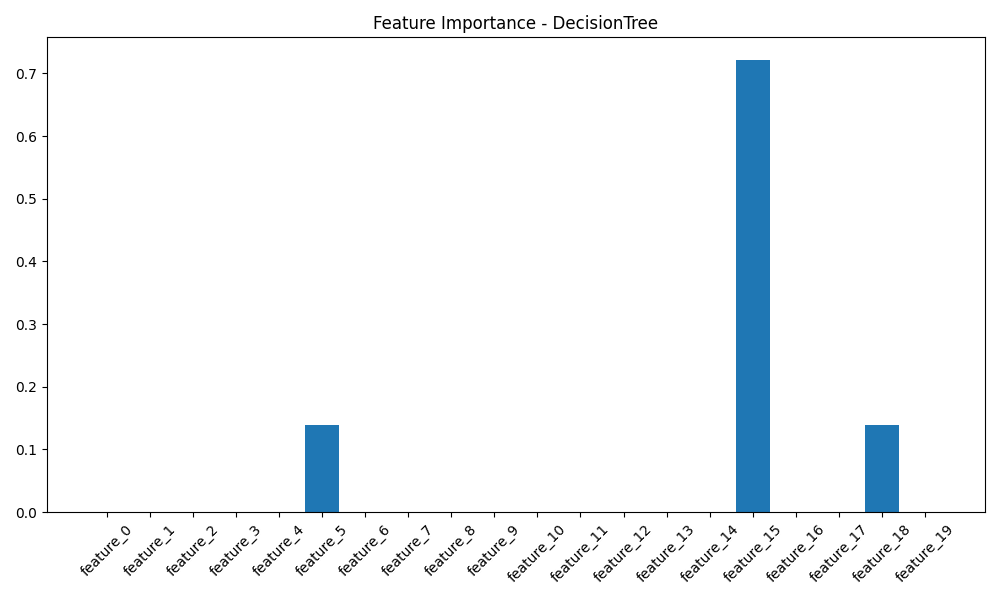 Feature Importance - DecisionTree
0.7
0.6
0.5
0.4
0.3
0.2
0.1
0.0
feature_0
feature_1
feature_2
feature_3
feature_4
feature_5
feature_6
feature_7
feature_8
feature_9
feature_10
feature_11
feature_12
feature_13
feature_14
feature_15
feature_16
feature_17
feature_18
feature_19